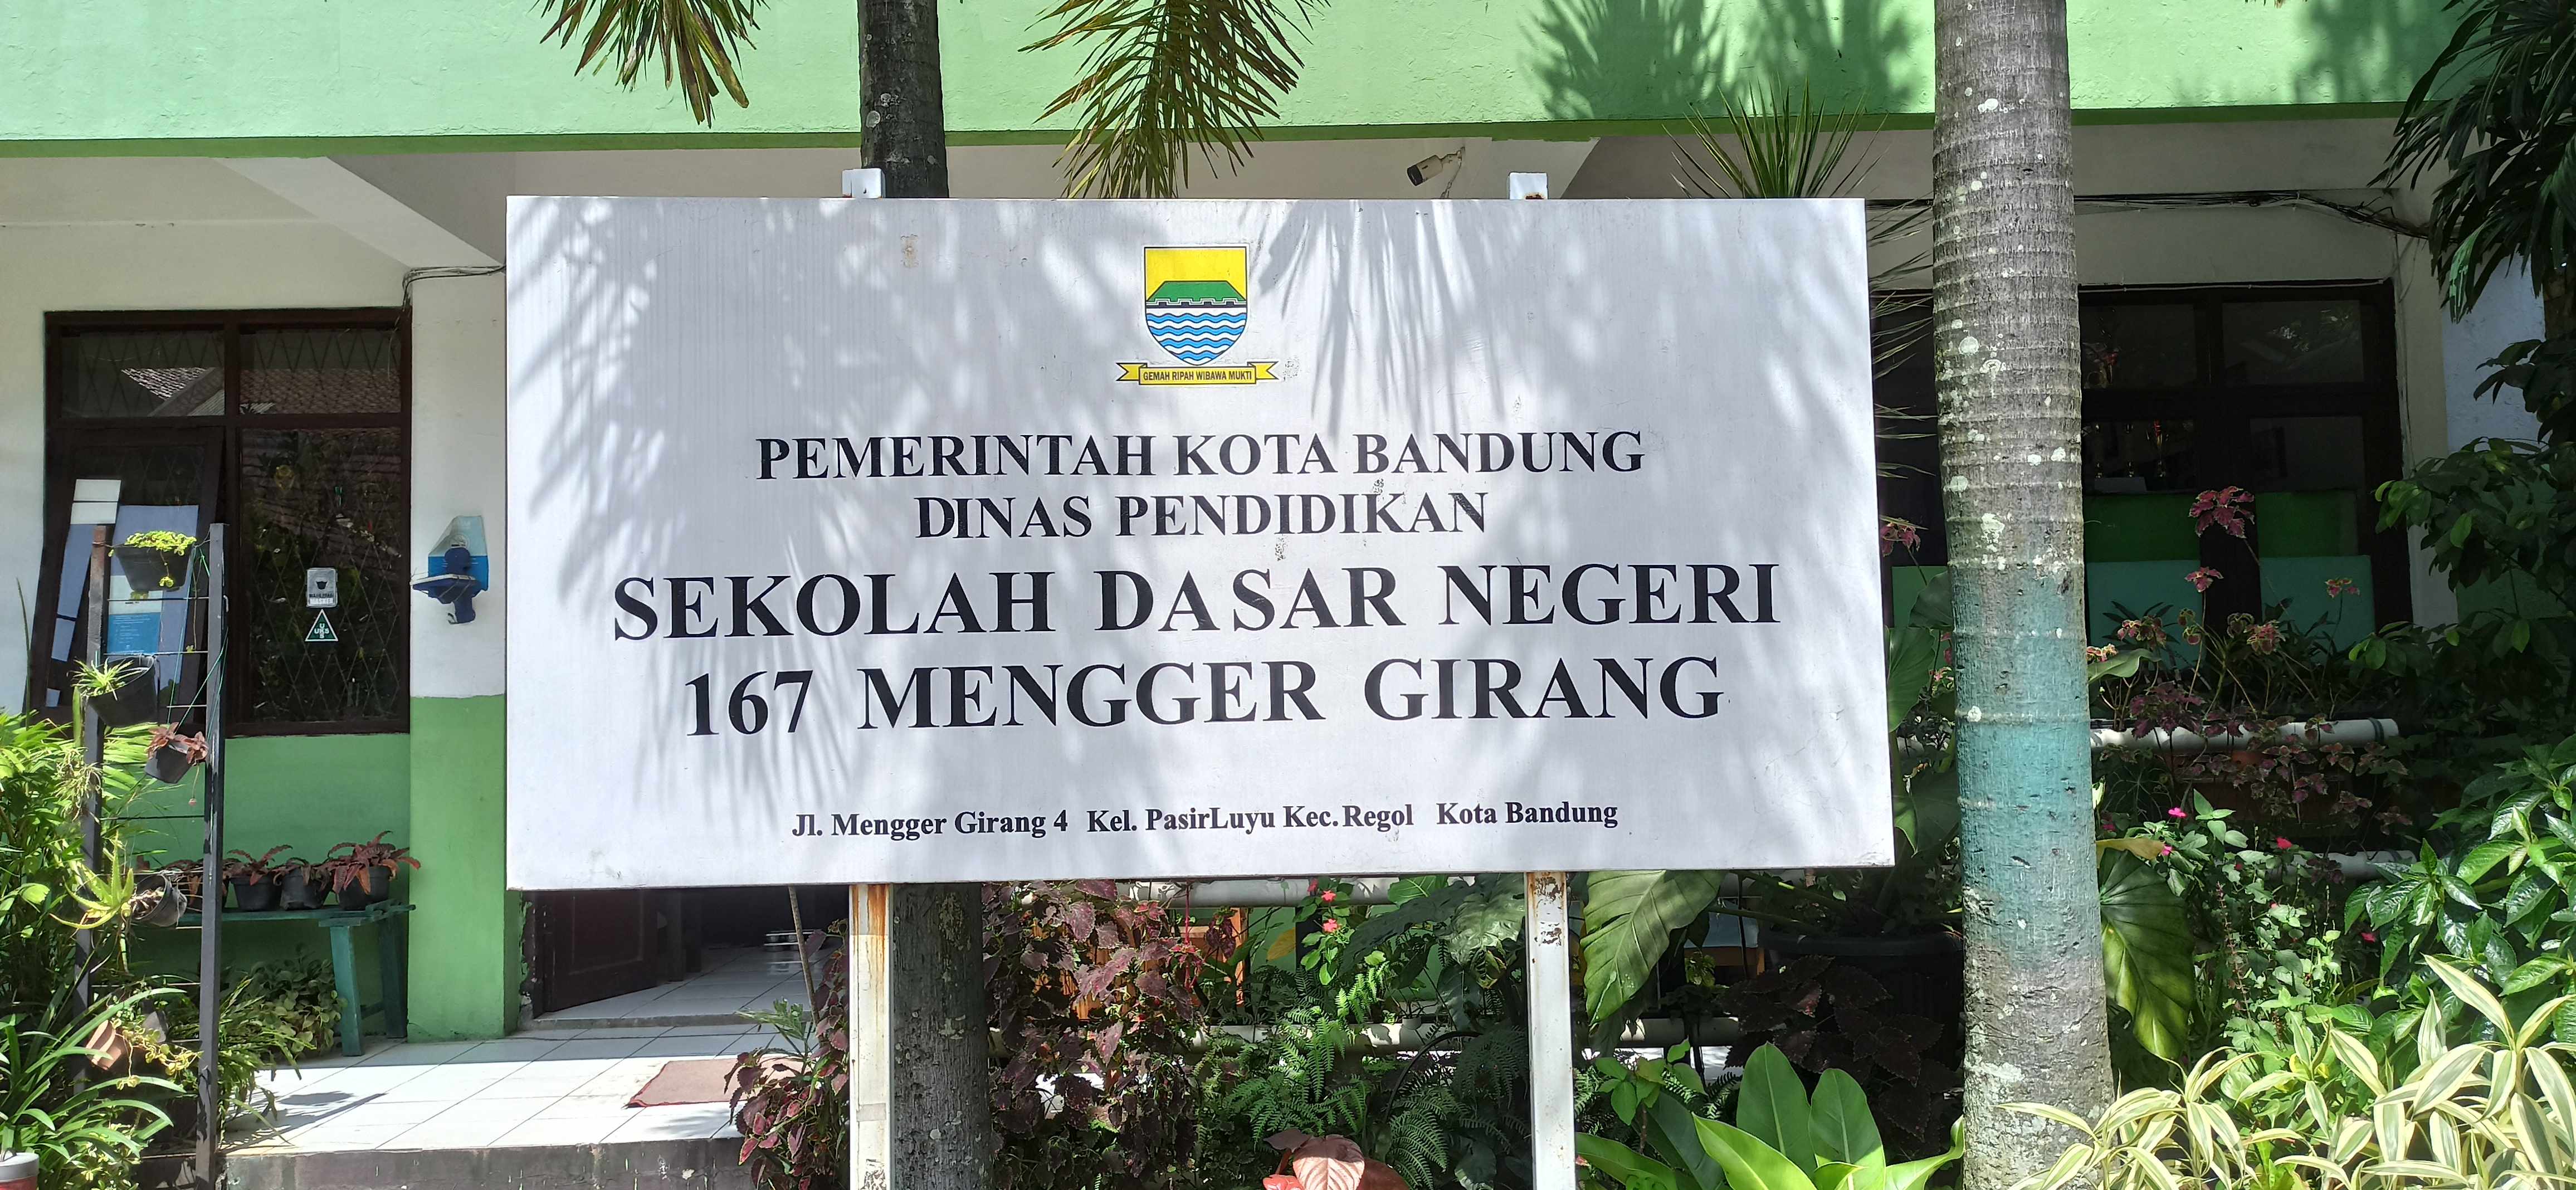 GEMAH RIPAH WIBAWA MUKTI
PEMERINTAH KOTA BANDUNG
DINAS PENDIDIKAN
SEKOLAH DASAR NEGERI
167 MENGGER GIRANG
Jl. Mengger Girang 4 Kel. PasirLuyu Kec.Regol Kota Bandung